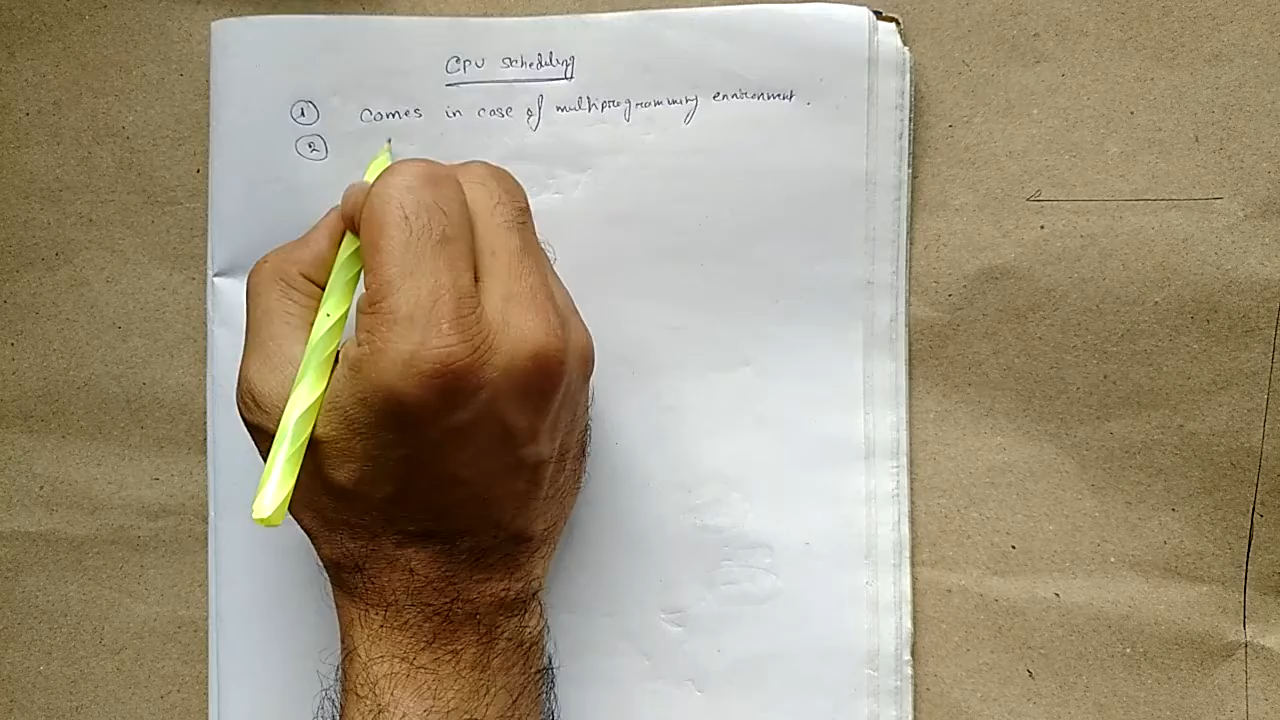 CPU Scheduling
① Comes in case of multiprogramming environment.
②